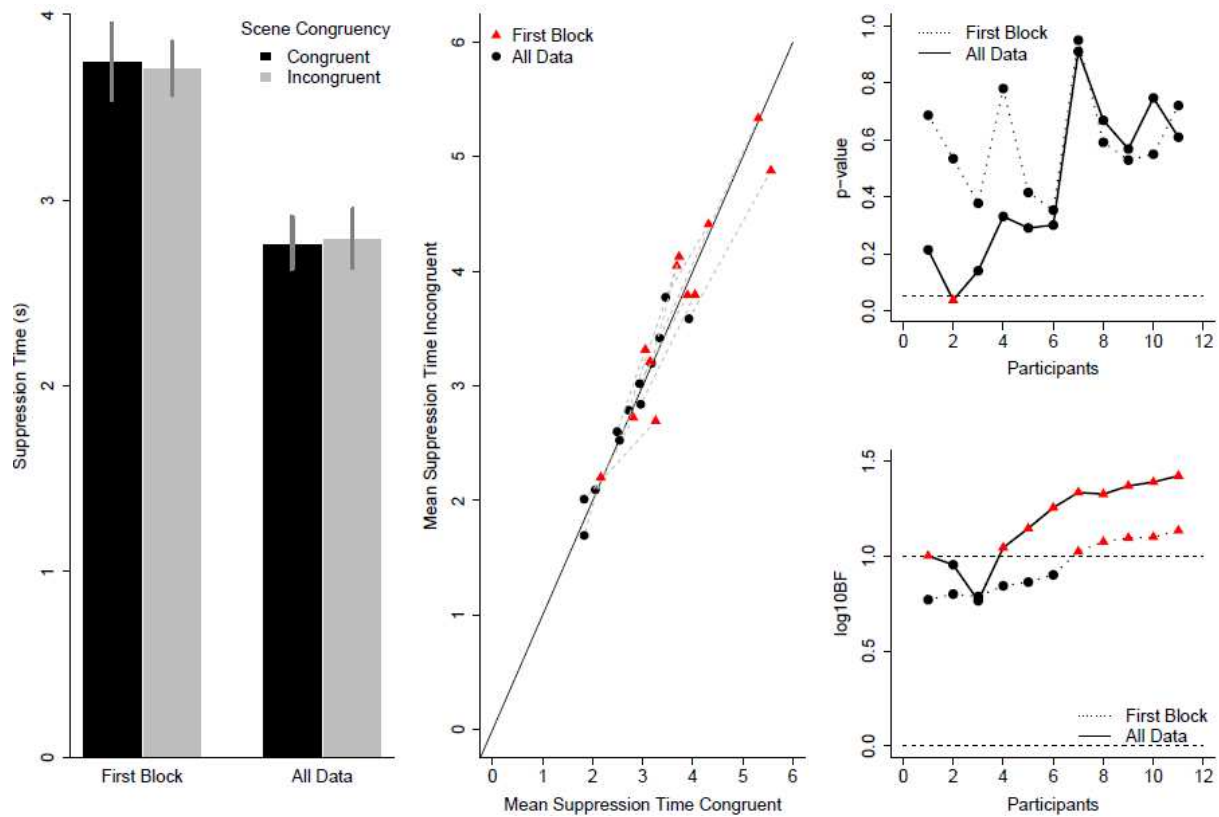 Suppression Time (s)
4
3
2
1
0
Scene Congruency
Congruent
Incongruent
First Block
All Data
Mean Suppression Time Incongruent
6
5
4
3
2
1
0
First Block
All Data
0 1 2 3 4 5 6
Mean Suppression Time Congruent
p-value
1.0
0.8
0.6
0.4
0.2
0.0
First Block
All Data
0 2 4 6 8 10 12
Participants
log10BF
1.5
1.0
0.5
0.0
First Block
All Data
0 2 4 6 8 10 12
Participants